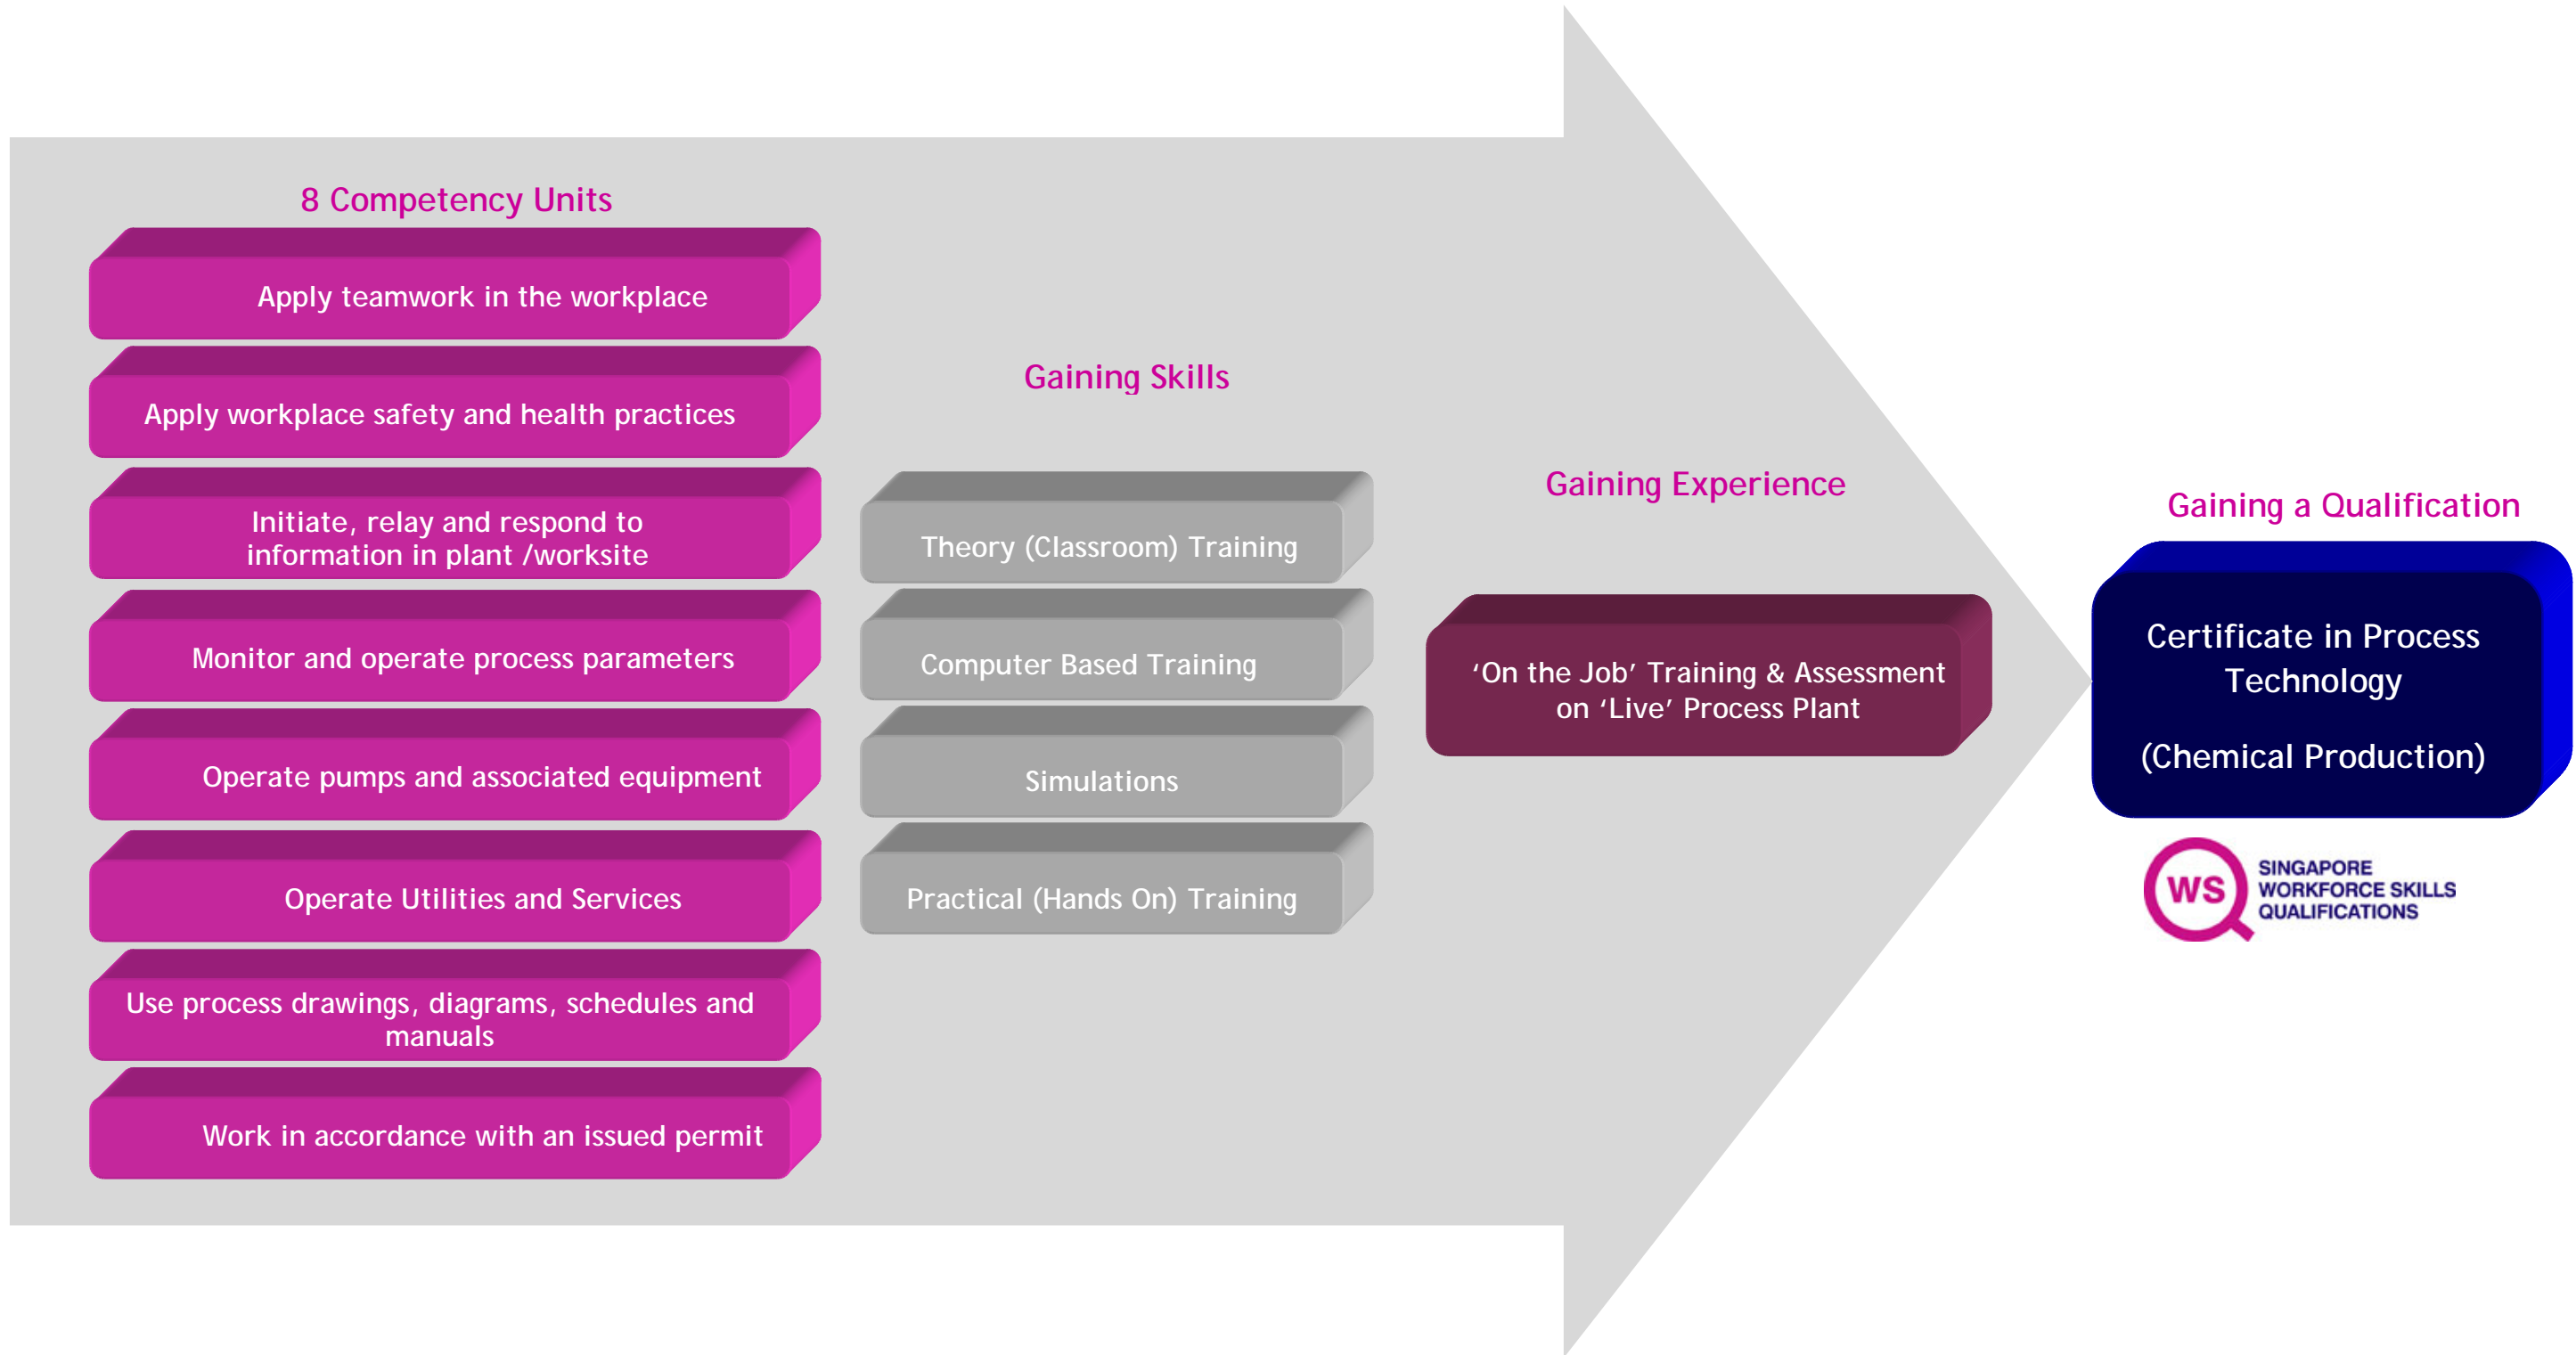 8 Competency Units
Apply teamwork in the workplace
Apply workplace safety and health practices
Initiate, relay and respond to
information in plant /worksite
Monitor and operate process parameters
Operate pumps and associated equipment
Operate Utilities and Services
Use process drawings, diagrams, schedules and
manuals
Work in accordance with an issued permit
Gaining Skills
Theory (Classroom) Training
Computer Based Training
Simulations
Practical (Hands On) Training
Gaining Experience
‘On the Job’ Training & Assessment
on ‘Live’ Process Plant
Gaining a Qualification
Certificate in Process
Technology
(Chemical Production)
WS
SINGAPORE
WORKFORCE SKILLS
QUALIFICATIONS